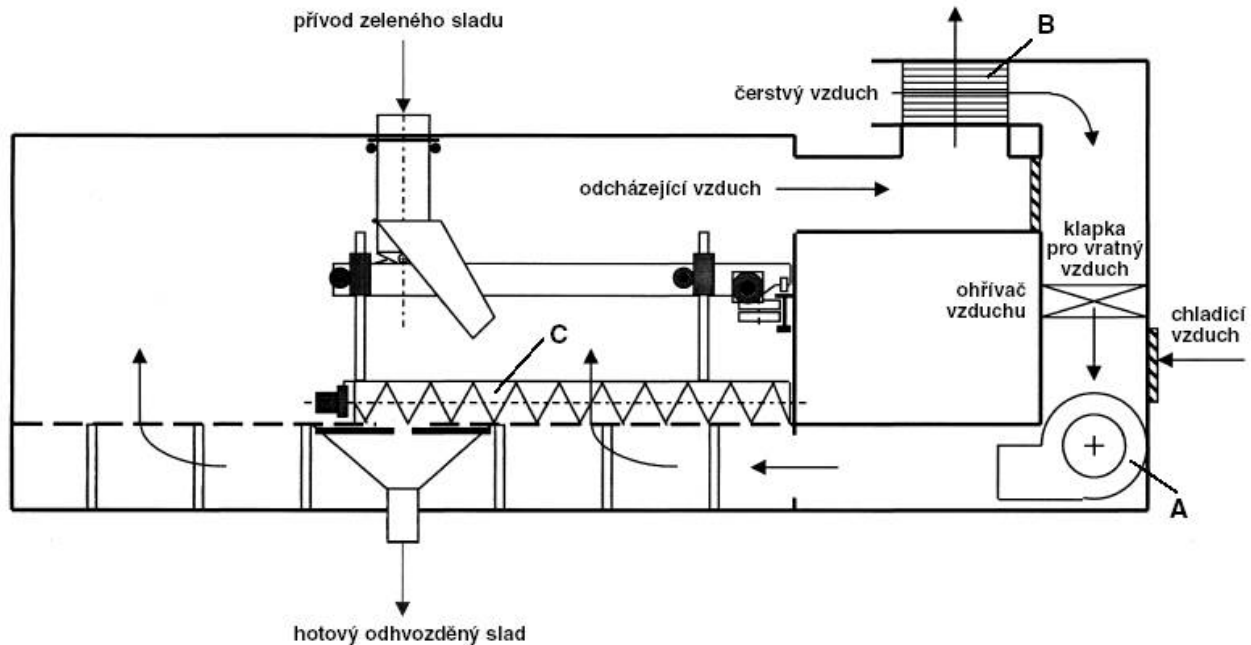 přívod zeleného sladu
B
čerstvý vzduch
odcházející vzduch
klapka
pro vratný
vzduch
ohřívač
vzduchu
chladicí
vzduch
C
A
hotový odhvozděný slad